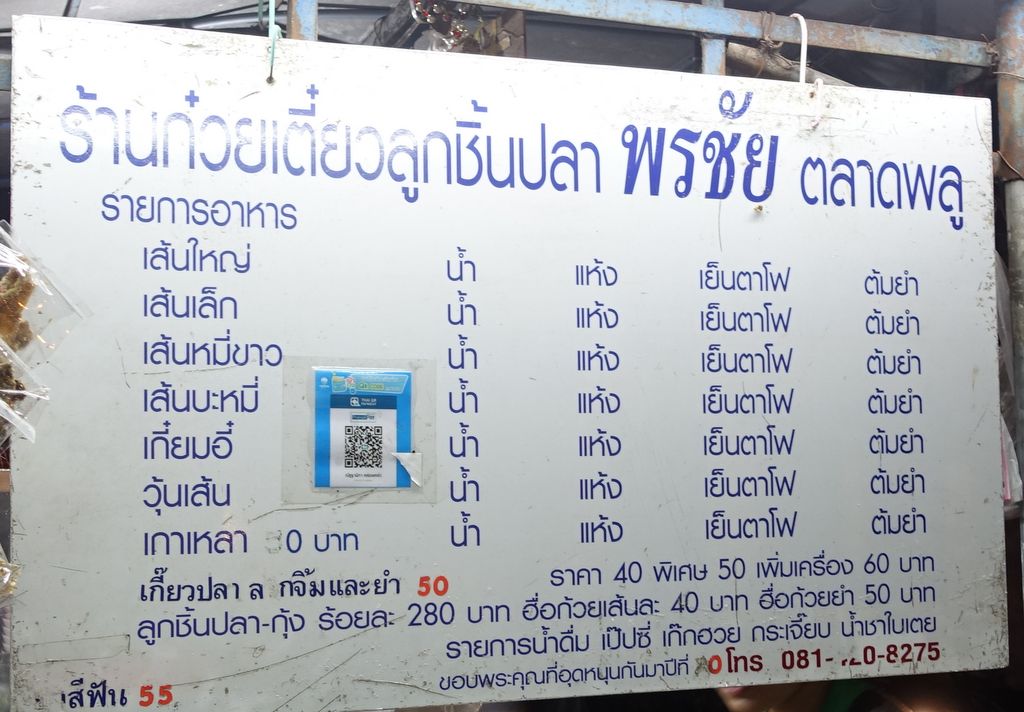 ร้านก๋วยเตี๋ยวลูกชิ้นปลา พรชัย ตลาดพลู
รายการอาหาร
เส้นใหญ่ น้ำ แห้ง เย็นตาโฟ ต้มยำ
เส้นเล็ก น้ำ แห้ง เย็นตาโฟ ต้มยำ
เส้นหมี่ขาว น้ำ แห้ง เย็นตาโฟ ต้มยำ
เส้นบะหมี่ น้ำ แห้ง เย็นตาโฟ ต้มยำ
เกี้ยมอี๋ น้ำ แห้ง เย็นตาโฟ ต้มยำ
วุ้นเส้น น้ำ แห้ง เย็นตาโฟ ต้มยำ
เกาเหลา 0 บาท น้ำ แห้ง เย็นตาโฟ ต้มยำ
ราคา 40 พิเศษ 50 เพิ่มเครื่อง 60 บาท
เกี๊ยวปลา ล กจิ้มและยำ 50
ลูกชิ้นปลา-กุ้ง ร้อยละ 280 บาท ฮื่อก้วยเส้นละ 40 บาท ฮื่อก้วยยำ 50 บาท
รายการน้ำดื่ม เป๊ปซี่ เก๊กฮวย กระเจี๊ยบ น้ำชาใบเตย
ขอบพระคุณที่อุดหนุนกันมาปีที่ 0 โทร 081- 20-8275
สีฟัน 55